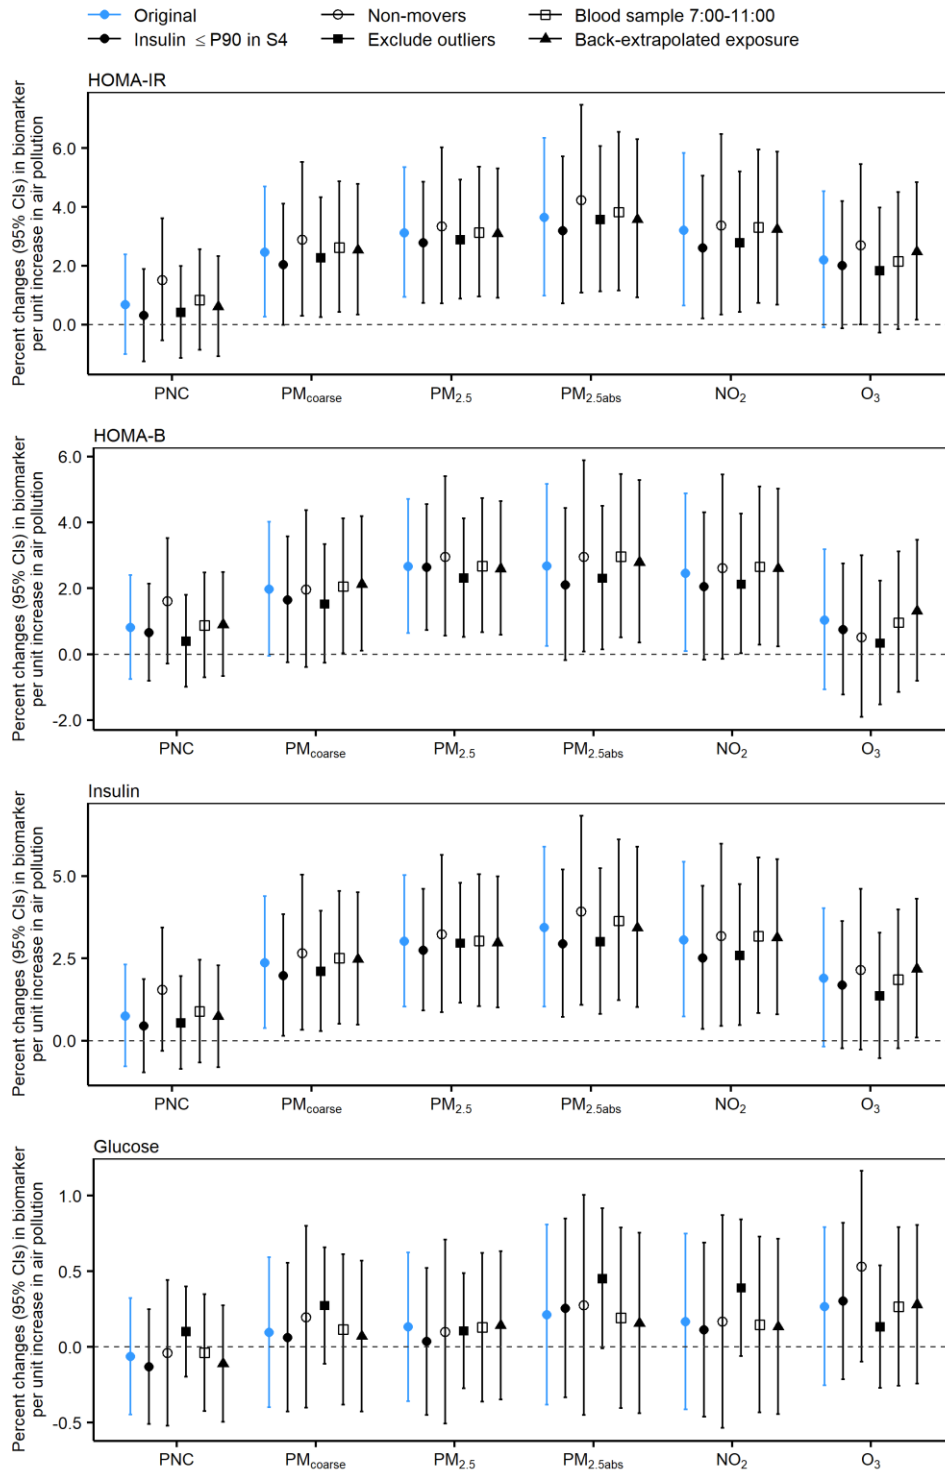 Original
Non-movers
Blood sample 7:00-11:00
Insulin ≤ P90 in S4
Exclude outliers
Back-extrapolated exposure
HOMA-IR
Percent changes (95% CIs) in biomarker
per unit increase in air pollution
6.0
4.0
2.0
0.0
PNC PMcoarse PM2.5 PM2.5abs NO2 O3
HOMA-B
Percent changes (95% CIs) in biomarker
per unit increase in air pollution
6.0
4.0
2.0
0.0
-2.0
PNC PMcoarse PM2.5 PM2.5abs NO2 O3
Insulin
Percent changes (95% CIs) in biomarker
per unit increase in air pollution
5.0
2.5
0.0
PNC PMcoarse PM2.5 PM2.5abs NO2 O3
Glucose
Percent changes (95% CIs) in biomarker
per unit increase in air pollution
1.0
0.5
0.0
-0.5
PNC PMcoarse PM2.5 PM2.5abs NO2 O3